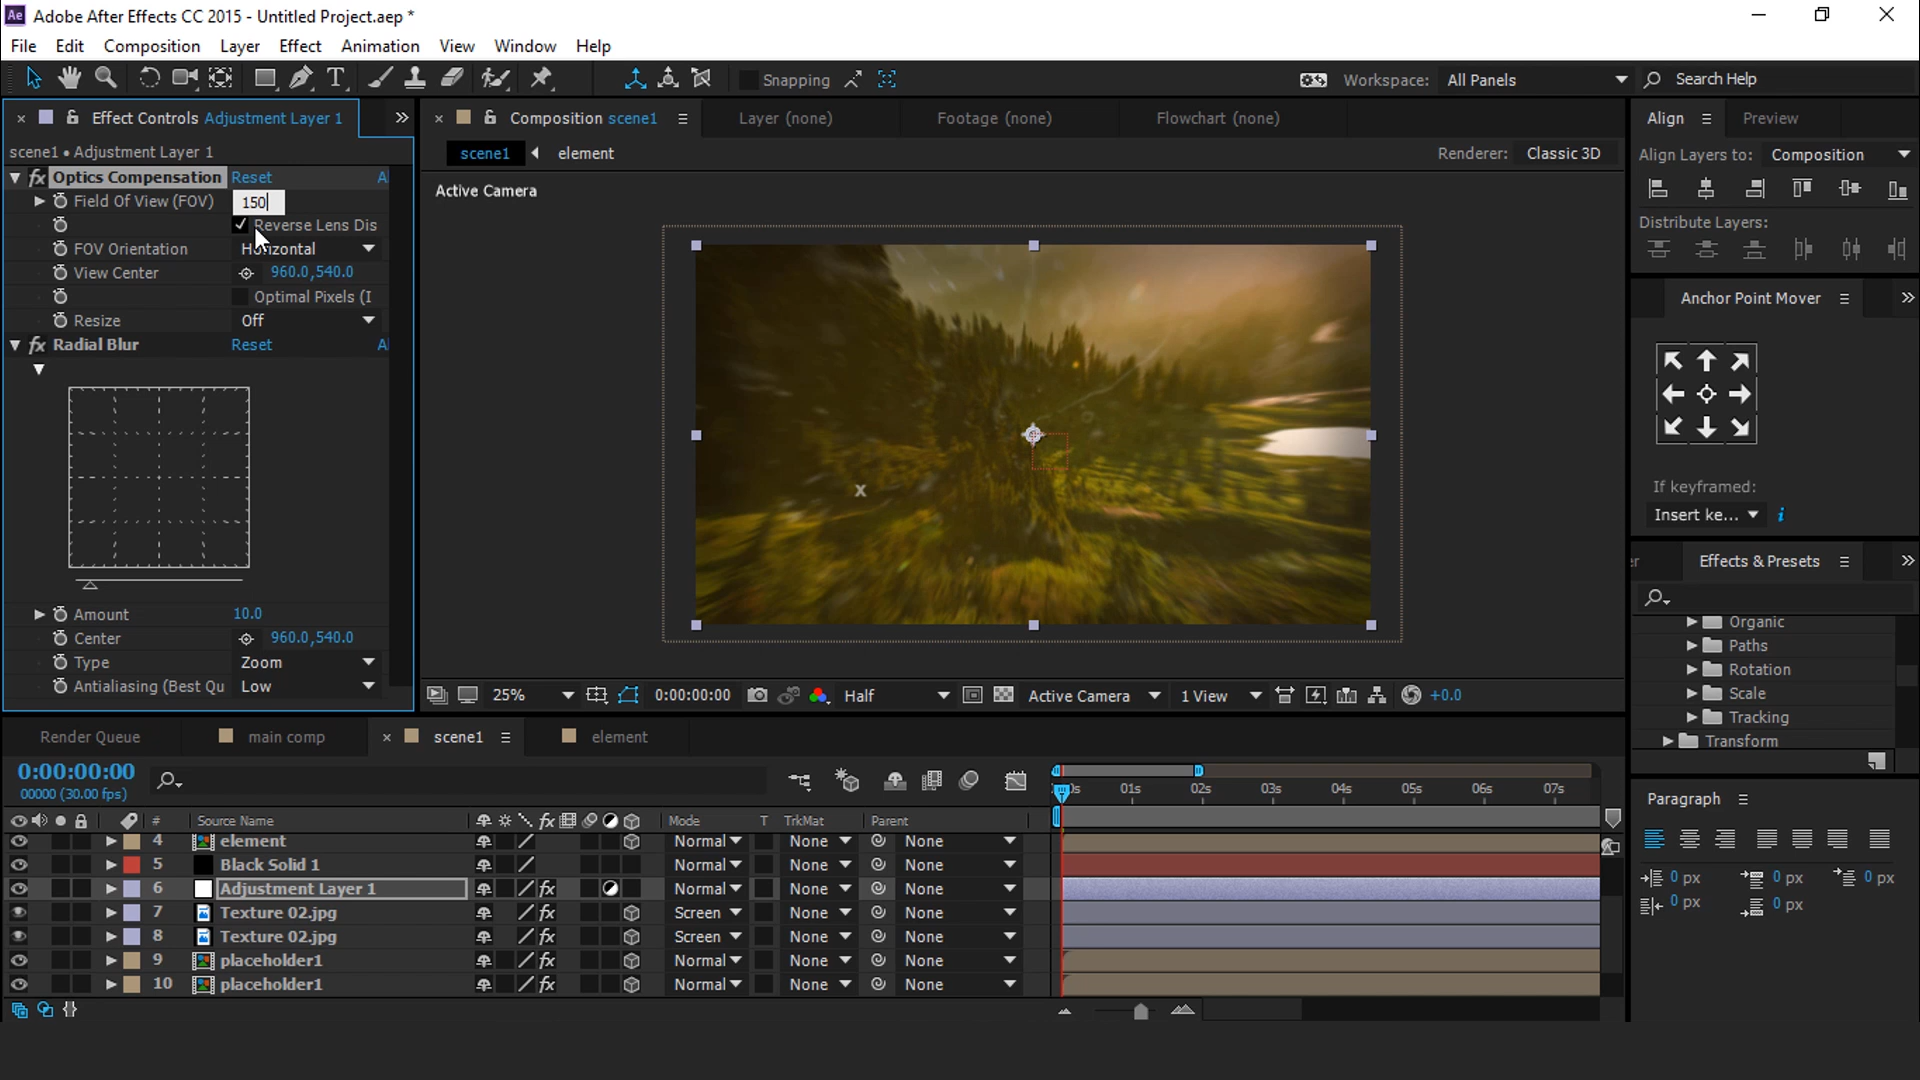 Ae Adobe After Effects CC 2015 - Untitled Project.aep *
File Edit Composition Layer Effect Animation View Window Help
Snapping
Workspace: All Panels
Search Help
Effect Controls Adjustment Layer 1
Composition scene1
Layer (none)
Footage (none)
Flowchart (none)
Align
Preview
scene1 • Adjustment Layer 1
scene1
element
Renderer: Classic 3D
Align Layers to: Composition
fx Optics Compensation Reset A
Field Of View (FOV) 150
Reverse Lens Dis
FOV Orientation Horizontal
View Center 960.0,540.0
Optimal Pixels (I
Resize Off
fx Radial Blur Reset A
Amount 10.0
Center 960.0,540.0
Type Zoom
Antialiasing (Best Qu Low
Active Camera
25% 0:00:00:00 Half Active Camera 1 View +0.0
Distribute Layers:
Anchor Point Mover
If keyframed:
Insert ke...
Effects & Presets
Organic
Paths
Rotation
Scale
Tracking
Transform
Paragraph
0 px 0 px 0 px
0 px 0 px
Render Queue
main comp
scene1
element
0:00:00:00
00000 (30.00 fps)
01s 02s 03s 04s 05s 06s 07s
# Source Name fx Mode T TrkMat Parent
4 element Normal None None
5 Black Solid 1 Normal None None
6 Adjustment Layer 1 fx Normal None None
7 Texture 02.jpg fx Screen None None
8 Texture 02.jpg fx Screen None None
9 placeholder1 fx Normal None None
10 placeholder1 fx Normal None None